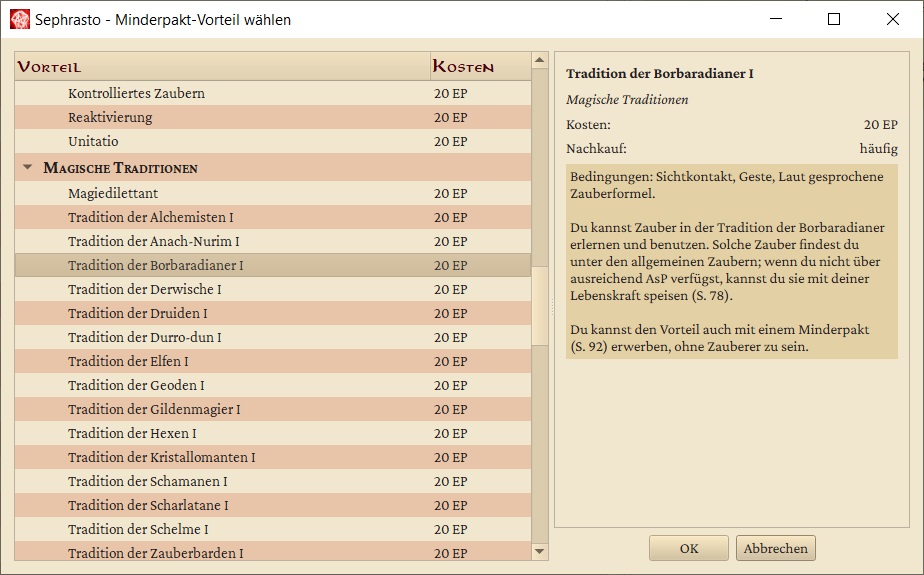 Sephrasto - Minderpakt-Vorteil wählen
Vorteil Kosten
Kontrolliertes Zaubern 20 EP
Reaktivierung 20 EP
Unitatio 20 EP
Magische Traditionen
Magiedilettant 20 EP
Tradition der Alchemisten I 20 EP
Tradition der Anach-Nurim I 20 EP
Tradition der Borbaradianer I 20 EP
Tradition der Derwische I 20 EP
Tradition der Druiden I 20 EP
Tradition der Durro-dun I 20 EP
Tradition der Elfen I 20 EP
Tradition der Geoden I 20 EP
Tradition der Gildenmagier I 20 EP
Tradition der Hexen I 20 EP
Tradition der Kristallomanten I 20 EP
Tradition der Schamanen I 20 EP
Tradition der Scharlatane I 20 EP
Tradition der Schelme I 20 EP
Tradition der Zauberbarden I 20 EP
Tradition der Borbaradianer I
Magische Traditionen
Kosten: 20 EP
Nachkauf: häufig
Bedingungen: Sichtkontakt, Geste, Laut gesprochene
Zauberformel.
Du kannst Zauber in der Tradition der Borbaradianer
erlernen und benutzen. Solche Zauber findest du
unter den allgemeinen Zaubern; wenn du nicht über
ausreichend AsP verfügst, kannst du sie mit deiner
Lebenskraft speisen (S. 78).
Du kannst den Vorteil auch mit einem Minderpakt
(S. 92) erwerben, ohne Zauberer zu sein.
OK Abbrechen